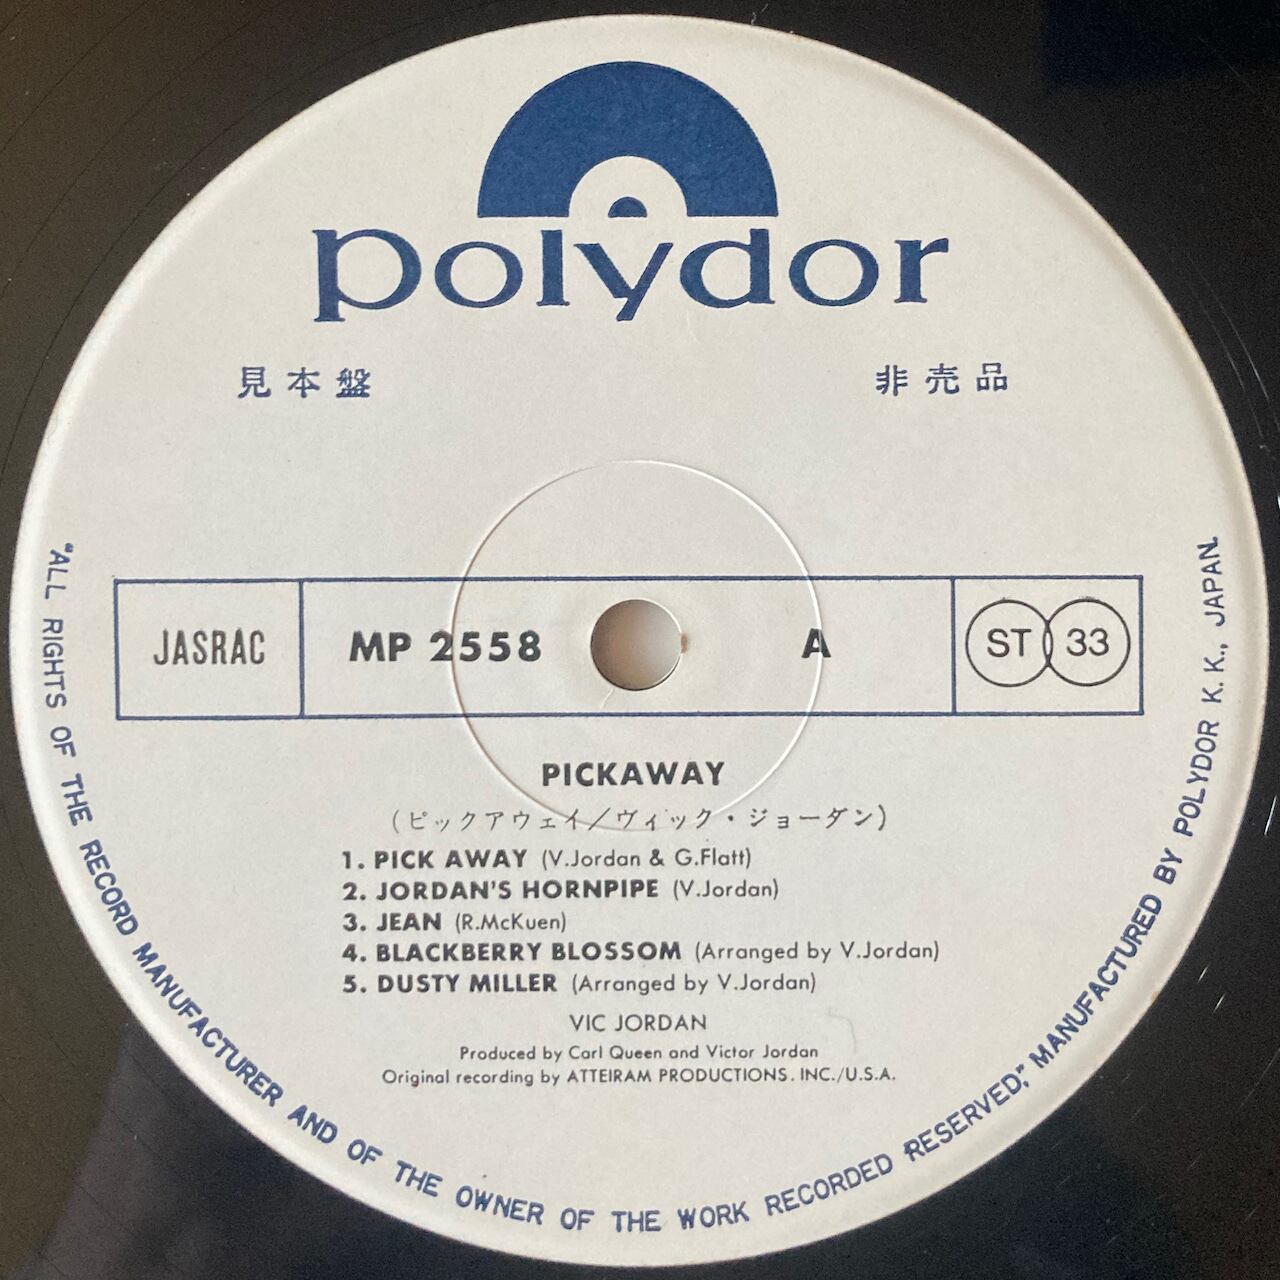 polydor
見本盤 非売品
JASRAC MP 2558 A ST 33
PICKAWAY
(ピックアウェイ/ヴィック・ジョーダン)
1. PICK AWAY (V.Jordan & G.Flatt)
2. JORDAN'S HORNPIPE (V.Jordan)
3. JEAN (R.McKuen)
4. BLACKBERRY BLOSSOM (Arranged by V.Jordan)
5. DUSTY MILLER (Arranged by V.Jordan)
VIC JORDAN
Produced by Carl Queen and Victor Jordan
Original recording by ATTEIRAM PRODUCTIONS. INC./U.S.A.
"ALL RIGHTS OF THE RECORD MANUFACTURER AND OF THE OWNER OF THE WORK RECORDED RESERVED," MANUFACTURED BY POLYDOR K.K., JAPAN.